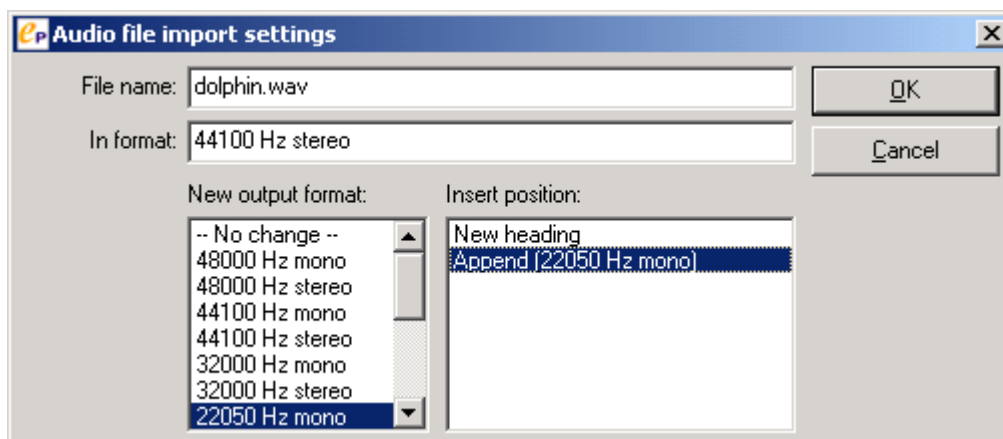 eP Audio file import settings
File name: dolphin.wav
OK
In format: 44100 Hz stereo
Cancel
New output format:
-- No change --
48000 Hz mono
48000 Hz stereo
44100 Hz mono
44100 Hz stereo
32000 Hz mono
32000 Hz stereo
22050 Hz mono
Insert position:
New heading
Append (22050 Hz mono)